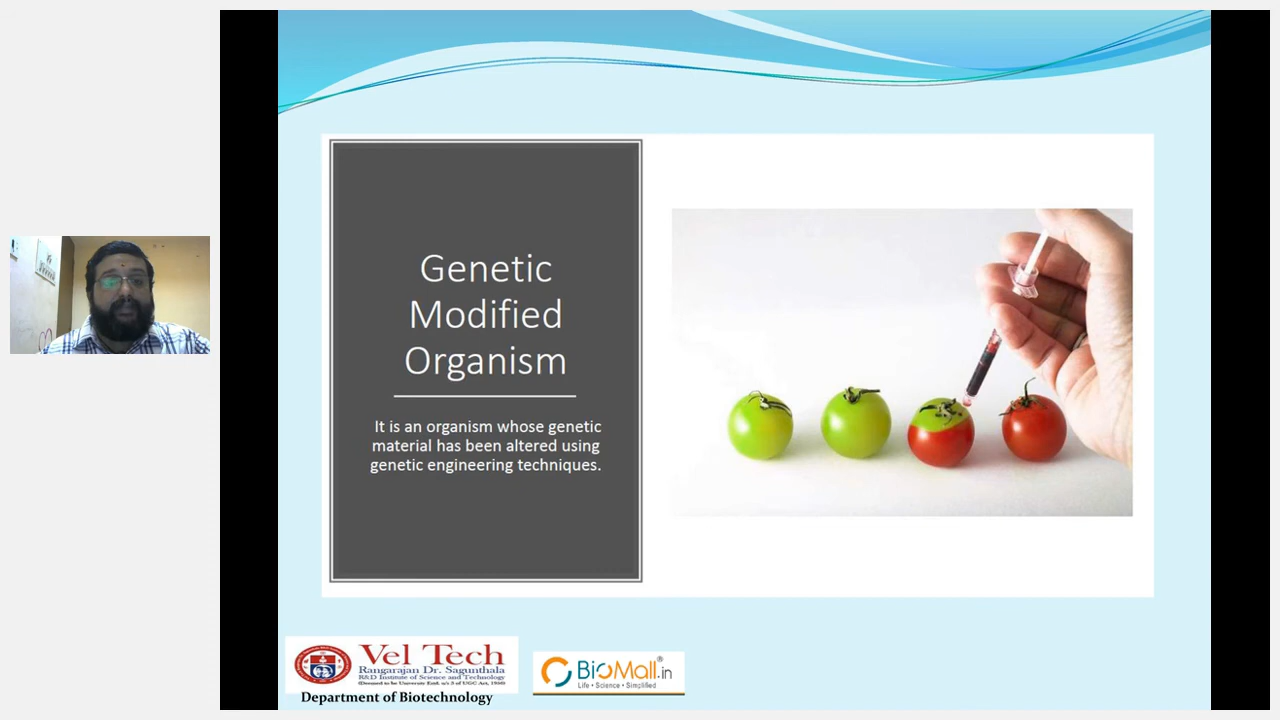 Genetic
Modified
Organism
It is an organism whose genetic
material has been altered using
genetic engineering techniques.
Vel Tech
Rangarajan Dr. Sagunthala
R&D Institute of Science and Technology
(Deemed to be University Estd. u/s 3 of UGC Act, 1956)
Department of Biotechnology
BioMall.in
Life • Science • Simplified